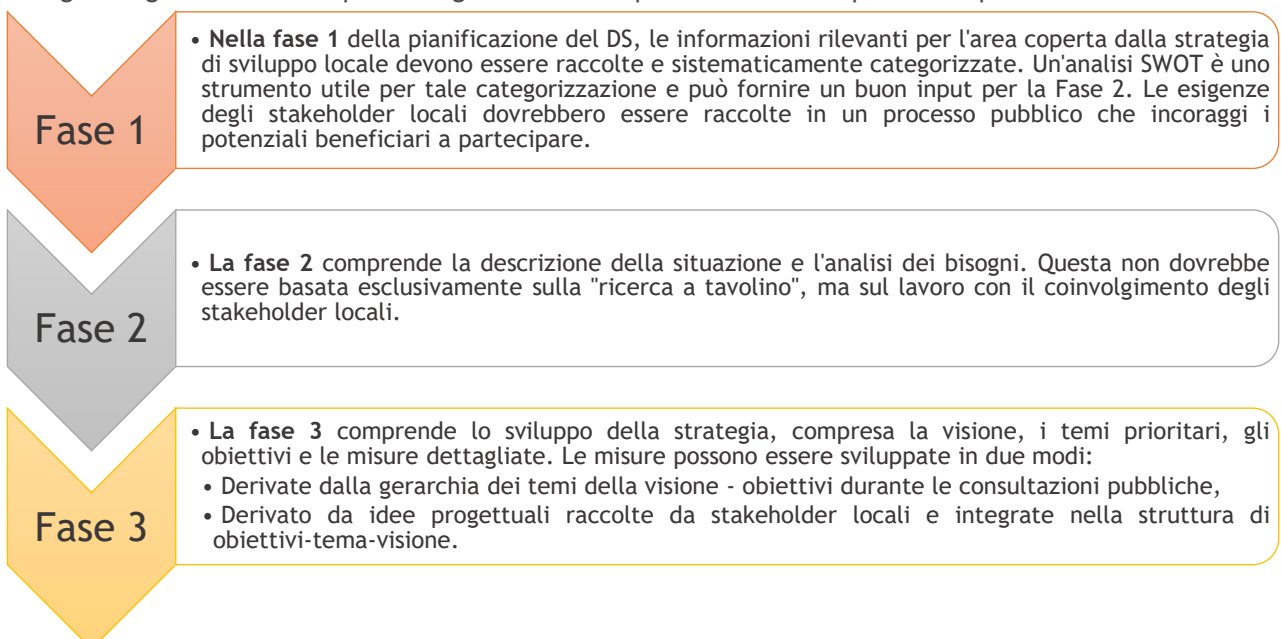 Fase 1
• Nella fase 1 della pianificazione del DS, le informazioni rilevanti per l'area coperta dalla strategia
di sviluppo locale devono essere raccolte e sistematicamente categorizzate. Un'analisi SWOT è uno
strumento utile per tale categorizzazione e può fornire un buon input per la Fase 2. Le esigenze
degli stakeholder locali dovrebbero essere raccolte in un processo pubblico che incoraggi i
potenziali beneficiari a partecipare.
Fase 2
• La fase 2 comprende la descrizione della situazione e l'analisi dei bisogni. Questa non dovrebbe
essere basata esclusivamente sulla "ricerca a tavolino", ma sul lavoro con il coinvolgimento degli
stakeholder locali.
Fase 3
• La fase 3 comprende lo sviluppo della strategia, compresa la visione, i temi prioritari, gli
obiettivi e le misure dettagliate. Le misure possono essere sviluppate in due modi:
• Derivate dalla gerarchia dei temi della visione - obiettivi durante le consultazioni pubbliche,
• Derivato da idee progettuali raccolte da stakeholder locali e integrate nella struttura di
obiettivi-tema-visione.